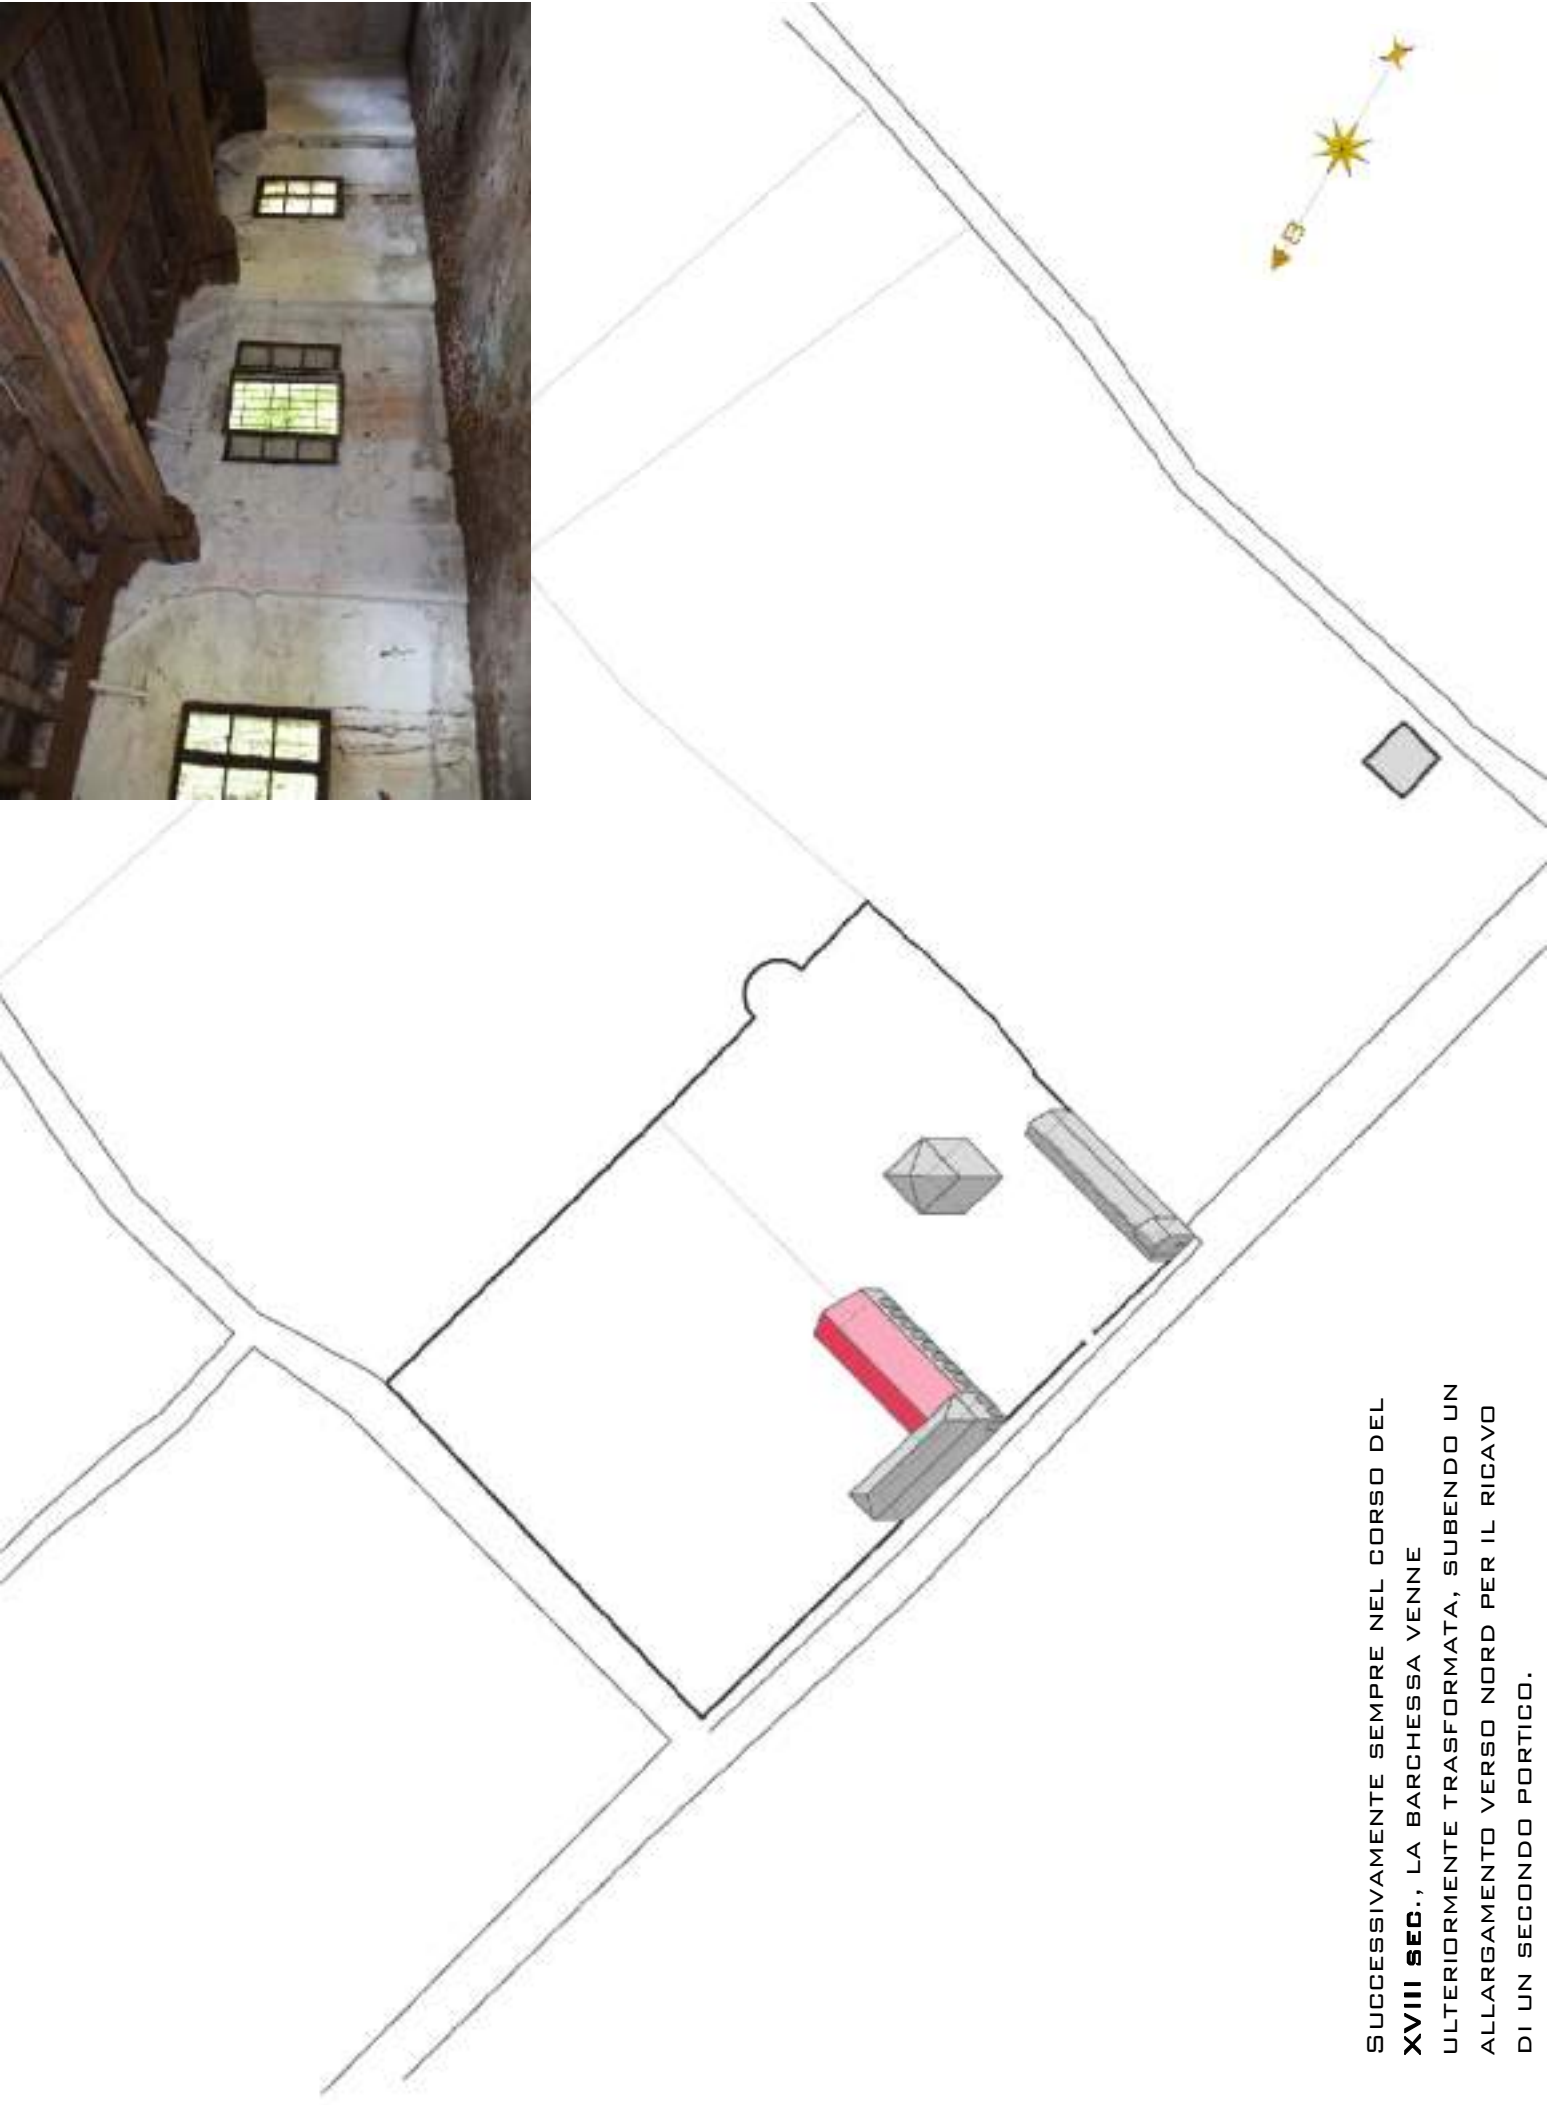 SUCCESSIVAMENTE SEMPRE NEL CORSO DEL
XVIII SEC., LA BARCHESSA VENNE
ULTERIORMENTE TRASFORMATA, SUBENDO UN
ALLARGAMENTO VERSO NORD PER IL RICAVO
DI UN SECONDO PORTICO.